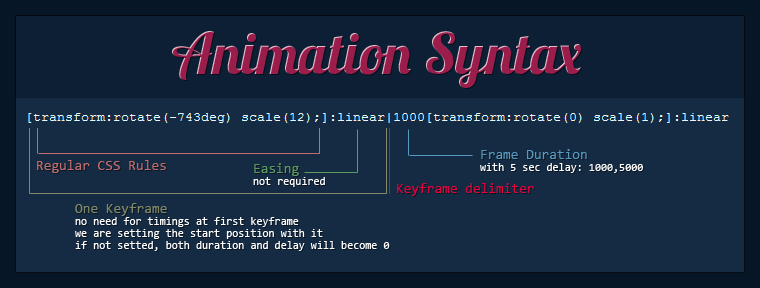 Animation Syntax
[transform:rotate(-743deg) scale(12);]:linear|1000[transform:rotate(0) scale(1);]:linear
Regular CSS Rules
Easing
not required
Frame Duration
with 5 sec delay: 1000,5000
Keyframe delimiter
One Keyframe
no need for timings at first keyframe
we are setting the start position with it
if not setted, both duration and delay will become 0